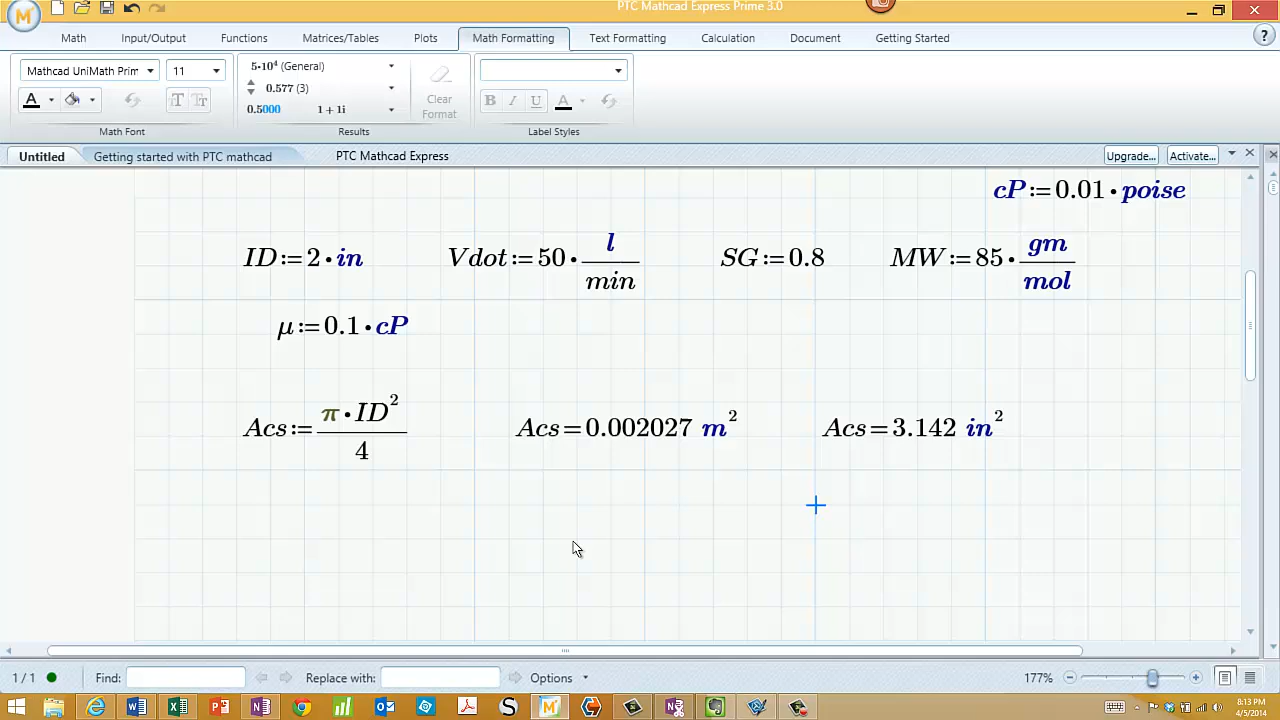 PTC Mathcad Express Prime 3.0
Math Input/Output Functions Matrices/Tables Plots Math Formatting Text Formatting Calculation Document Getting Started
Mathcad UniMath Prim 11
5•10⁴ (General)
0.577 (3)
0.5000 1 + 1i
Clear
Format
B I U A
A
Math Font Results Label Styles
Untitled Getting started with PTC mathcad PTC Mathcad Express Upgrade... Activate...
cP := 0.01 • poise
ID := 2 • in Vdot := 50 • l/min SG := 0.8 MW := 85 • gm/mol
μ := 0.1 • cP
Acs := π • ID²/4 Acs = 0.002027 m² Acs = 3.142 in²
1 / 1 Find: Replace with: Options 177%
8:13 PM
4/5/2014